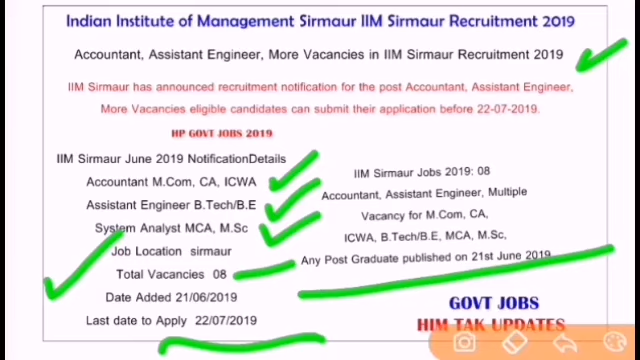 Indian Institute of Management Sirmaur IIM Sirmaur Recruitment 2019
Accountant, Assistant Engineer, More Vacancies in IIM Sirmaur Recruitment 2019
IIM Sirmaur has announced recruitment notification for the post Accountant, Assistant Engineer,
More Vacancies eligible candidates can submit their application before 22-07-2019.
HP GOVT JOBS 2019
IIM Sirmaur June 2019 NotificationDetails
Accountant M.Com, CA, ICWA
Assistant Engineer B.Tech/B.E
System Analyst MCA, M.Sc
Job Location sirmaur
Total Vacancies 08
Date Added 21/06/2019
Last date to Apply 22/07/2019
IIM Sirmaur Jobs 2019: 08
Accountant, Assistant Engineer, Multiple
Vacancy for M.Com, CA,
ICWA, B.Tech/B.E, MCA, M.Sc,
Any Post Graduate published on 21st June 2019
GOVT JOBS
HIM TAK UPDATES